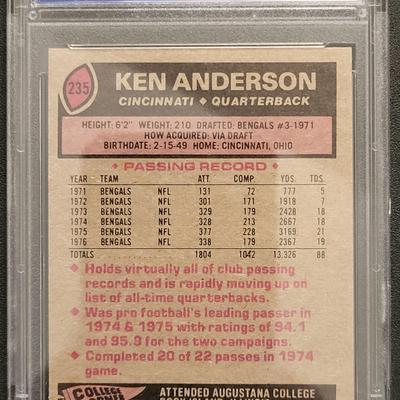 235
KEN ANDERSON
CINCINNATI ♦ QUARTERBACK
HEIGHT: 6'2" WEIGHT: 210 DRAFTED: BENGALS #3-1971
HOW ACQUIRED: VIA DRAFT
BIRTHDATE: 2-15-49 HOME: CINCINNATI, OHIO
♦ PASSING RECORD ♦
YEAR TEAM ATT. COMP. YDS. TDS.
1971 BENGALS NFL 131 72 777 5
1972 BENGALS NFL 301 171 1918 7
1973 BENGALS NFL 329 179 2428 18
1974 BENGALS NFL 328 213 2667 18
1975 BENGALS NFL 377 228 3169 21
1976 BENGALS NFL 338 179 2367 19
TOTALS 1804 1042 13,326 88
♦ Holds virtually all of club passing
records and is rapidly moving up on
list of all-time quarterbacks.
♦ Was pro football's leading passer in
1974 & 1975 with ratings of 94.1
and 95.9 for the two campaigns.
♦ Completed 20 of 22 passes in 1974
game.
COLLEGE
ATTENDED AUGUSTANA COLLEGE